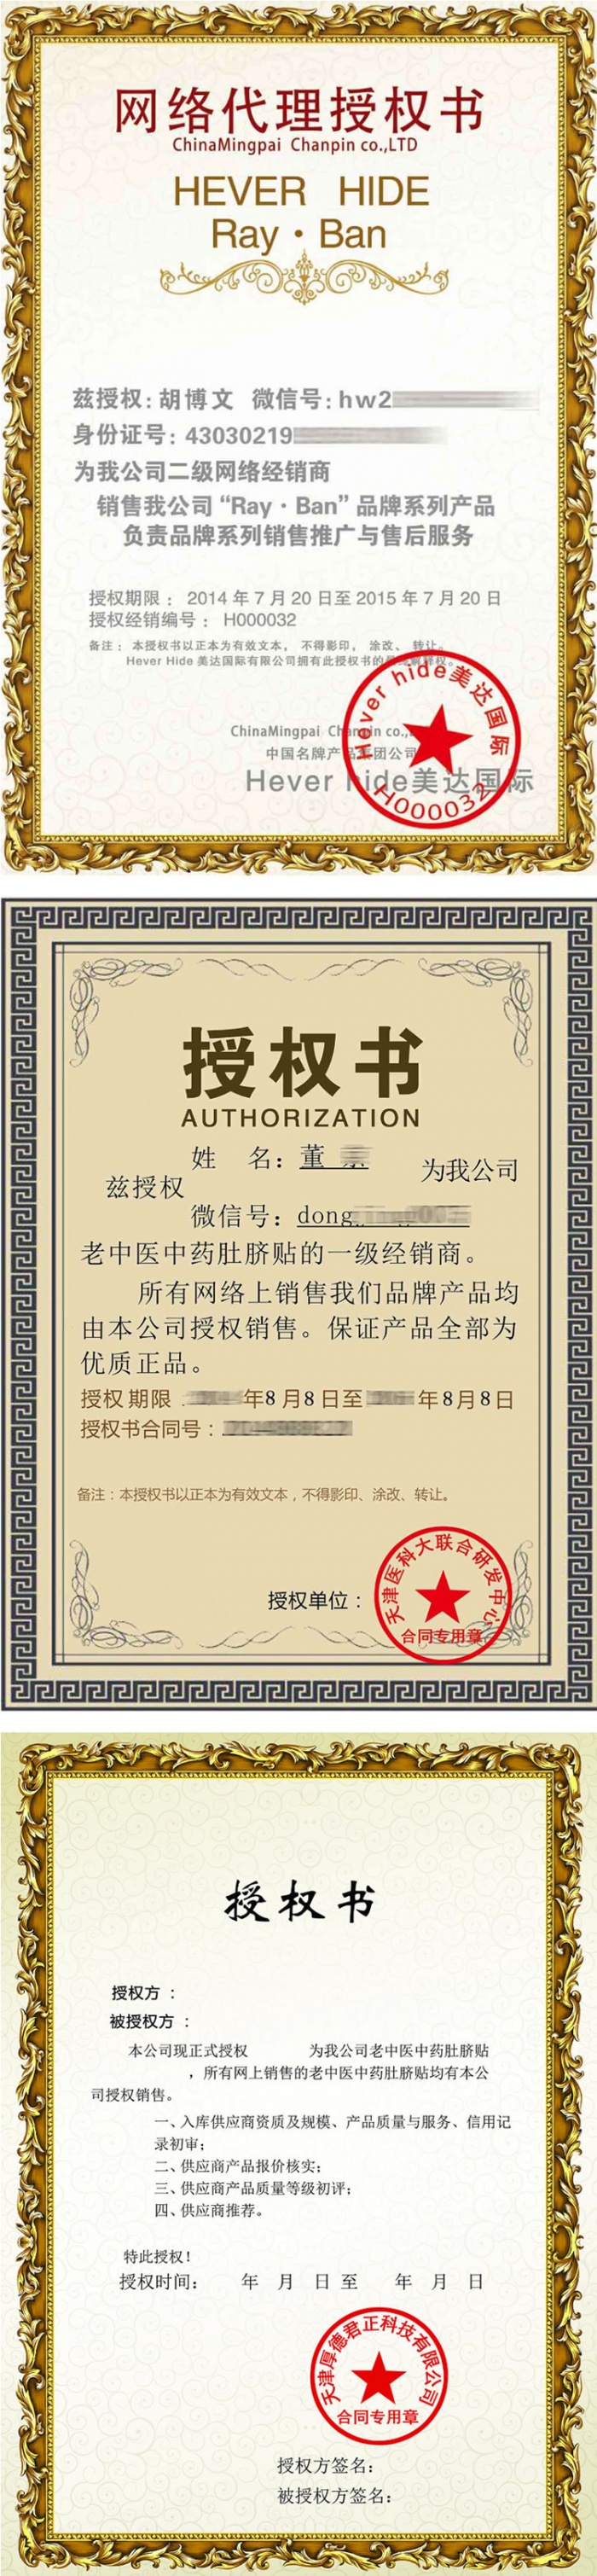 网络代理授权书
ChinaMingpai Chanpin co.,LTD
HEVER HIDE
Ray · Ban
兹授权：胡博文 微信号：hw2
身份证号：43030219
为我公司二级网络经销商
销售我公司“Ray · Ban”品牌系列产品
负责品牌系列销售推广与售后服务
授权期限： 2014 年 7 月 20 日至 2015 年 7 月 20 日
授权经销编号： H000032
备注： 本授权书以正本为有效文本， 不得影印， 涂改、 转让。
Hever Hide 美达国际有限公司拥有此授权书的
ChinaMingpai Chanpin co.,
中国名牌产品集团公司
Hever hide美达国际
Hever hide美达国际
H000032
授权书
AUTHORIZATION
姓 名：董
兹授权 为我公司
微信号：dong
老中医中药肚脐贴的一级经销商。
所有网络上销售我们品牌产品均
由本公司授权销售。保证产品全部为
优质正品。
授权期限 年8月8日至 年8月8日
授权书合同号：
备注：本授权书以正本为有效文本，不得影印、涂改、转让。
授权单位：
天津医科大联合研发中心
合同专用章
授权书
授权方：
被授权方：
本公司现正式授权 为我公司老中医中药肚脐贴
，所有网上销售的老中医中药肚脐贴均有本公
司授权销售。
一、入库供应商资质及规模、产品质量与服务、信用记
录初审；
二、供应商产品报价核实；
三、供应商产品质量等级初评；
四、供应商推荐。
特此授权！
授权时间： 年 月 日 至 年 月 日
天津厚德君正科技有限公司
合同专用章
授权方签名：
被授权方签名：